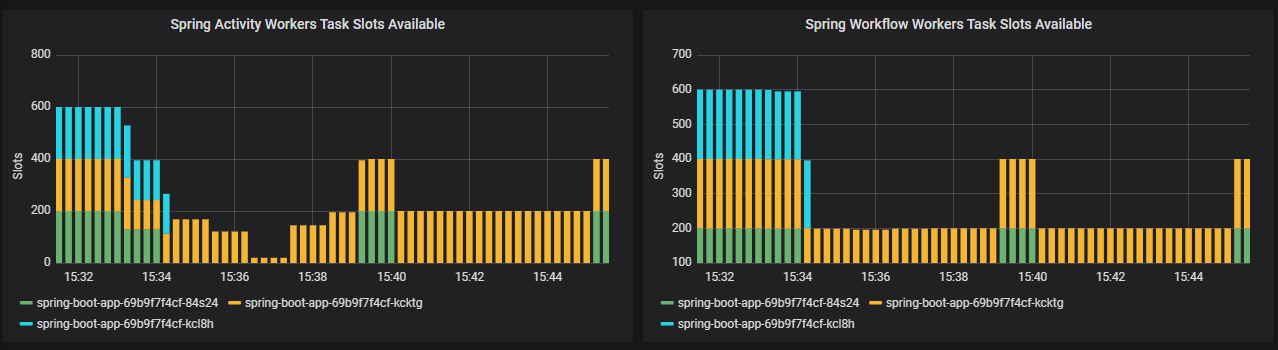 Spring Activity Workers Task Slots Available
800
600
400
200
0
Slots
15:32 15:34 15:36 15:38 15:40 15:42 15:44
spring-boot-app-69b9f7f4cf-84s24 spring-boot-app-69b9f7f4cf-kcktg
spring-boot-app-69b9f7f4cf-kcl8h
Spring Workflow Workers Task Slots Available
700
600
500
400
300
200
100
Slots
15:32 15:34 15:36 15:38 15:40 15:42 15:44
spring-boot-app-69b9f7f4cf-84s24 spring-boot-app-69b9f7f4cf-kcktg
spring-boot-app-69b9f7f4cf-kcl8h